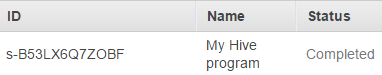 ID Name Status
s-B53LX6Q7ZOBF My Hive program Completed